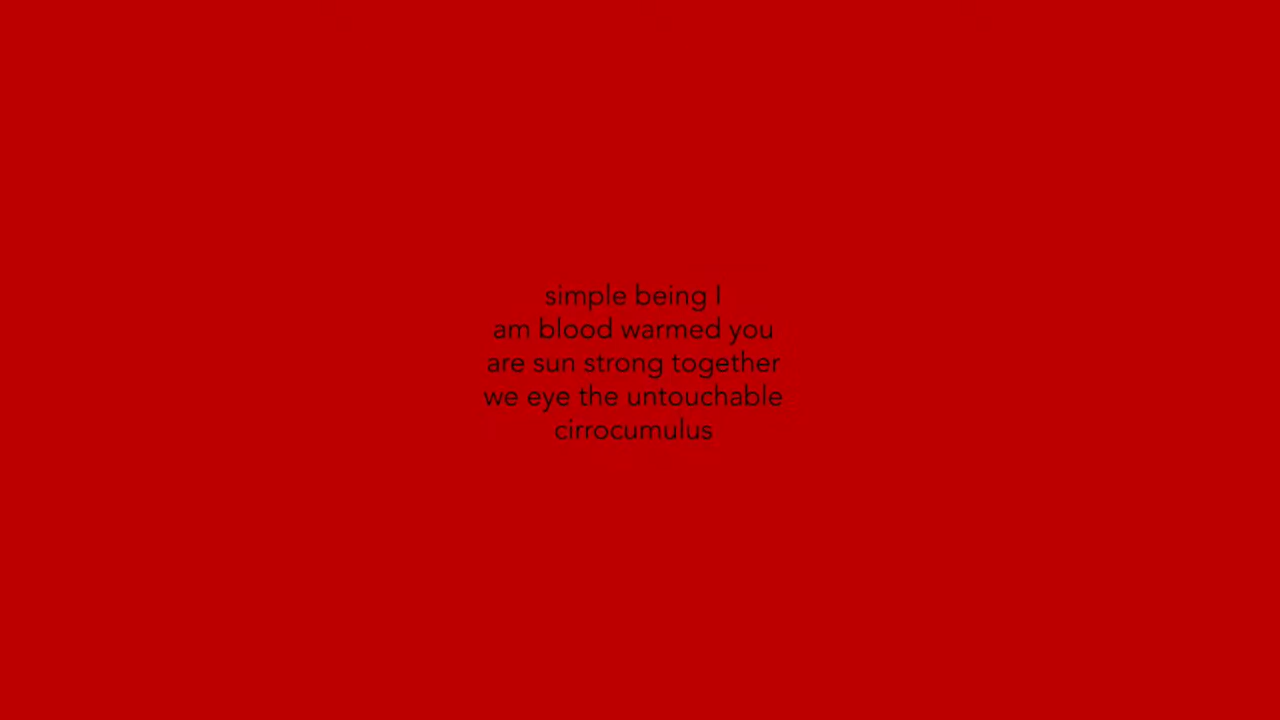 simple being I
am blood warmed you
are sun strong together
we eye the untouchable
cirrocumulus